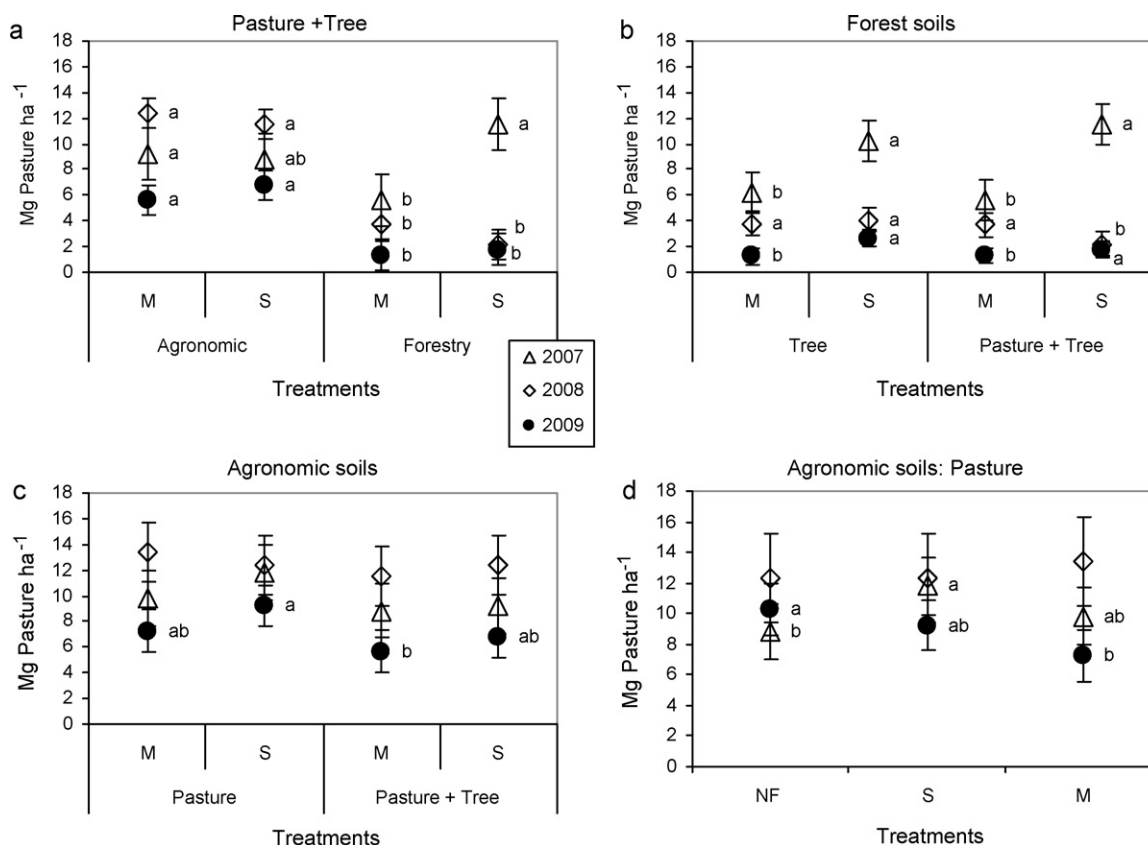 a
Pasture +Tree
Mg Pasture ha⁻¹
18
16
14
12
10
8
6
4
2
0
a
a
a
a
ab
a
b
b
b
a
b
b
M
S
M
S
Agronomic
Forestry
Treatments
b
Forest soils
Mg Pasture ha⁻¹
18
16
14
12
10
8
6
4
2
0
b
a
b
a
a
a
b
a
b
a
b
a
M
S
M
S
Tree
Pasture + Tree
Treatments
2007
2008
2009
c
Agronomic soils
Mg Pasture ha⁻¹
18
16
14
12
10
8
6
4
2
0
ab
a
b
ab
M
S
M
S
Pasture
Pasture + Tree
Treatments
d
Agronomic soils: Pasture
Mg Pasture ha⁻¹
18
16
14
12
10
8
6
4
2
0
a
b
a
ab
ab
b
NF
S
M
Treatments